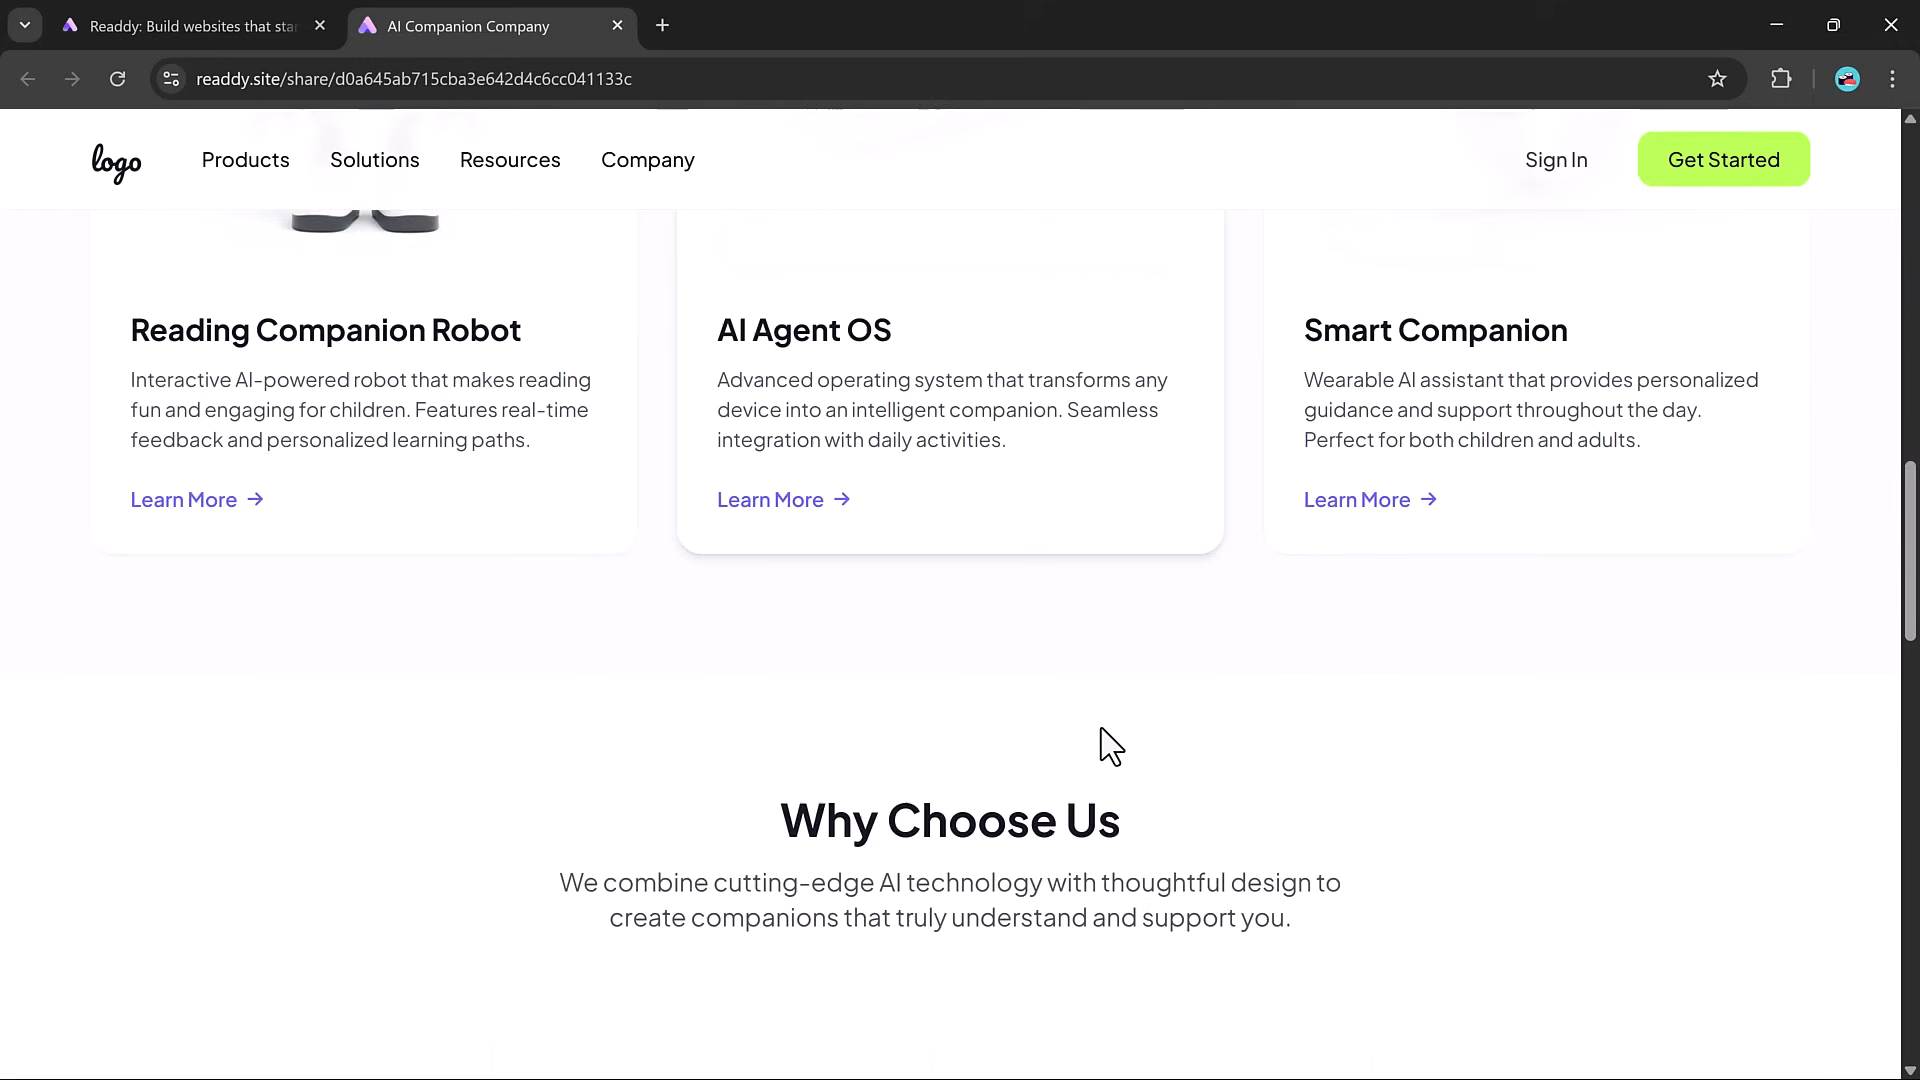 Readdy: Build websites that sta
AI Companion Company
readdy.site/share/d0a645ab715cba3e642d4c6cc041133c
logo
Products
Solutions
Resources
Company
Sign In
Get Started
Reading Companion Robot
Interactive AI-powered robot that makes reading
fun and engaging for children. Features real-time
feedback and personalized learning paths.
Learn More →
AI Agent OS
Advanced operating system that transforms any
device into an intelligent companion. Seamless
integration with daily activities.
Learn More →
Smart Companion
Wearable AI assistant that provides personalized
guidance and support throughout the day.
Perfect for both children and adults.
Learn More →
Why Choose Us
We combine cutting-edge AI technology with thoughtful design to
create companions that truly understand and support you.